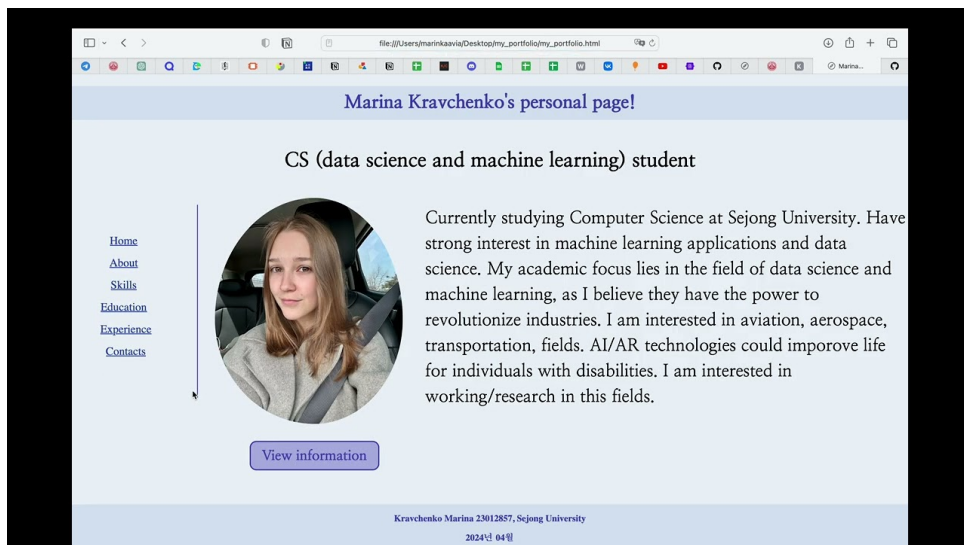 file:///Users/marinkaavia/Desktop/my_portfolio/my_portfolio.html
Marina...
Marina Kravchenko's personal page!
CS (data science and machine learning) student
Home
About
Skills
Education
Experience
Contacts
Currently studying Computer Science at Sejong University. Have
strong interest in machine learning applications and data
science. My academic focus lies in the field of data science and
machine learning, as I believe they have the power to
revolutionize industries. I am interested in aviation, aerospace,
transportation, fields. AI/AR technologies could imporove life
for individuals with disabilities. I am interested in
working/research in this fields.
View information
Kravchenko Marina 23012857, Sejong University
2024년 04월